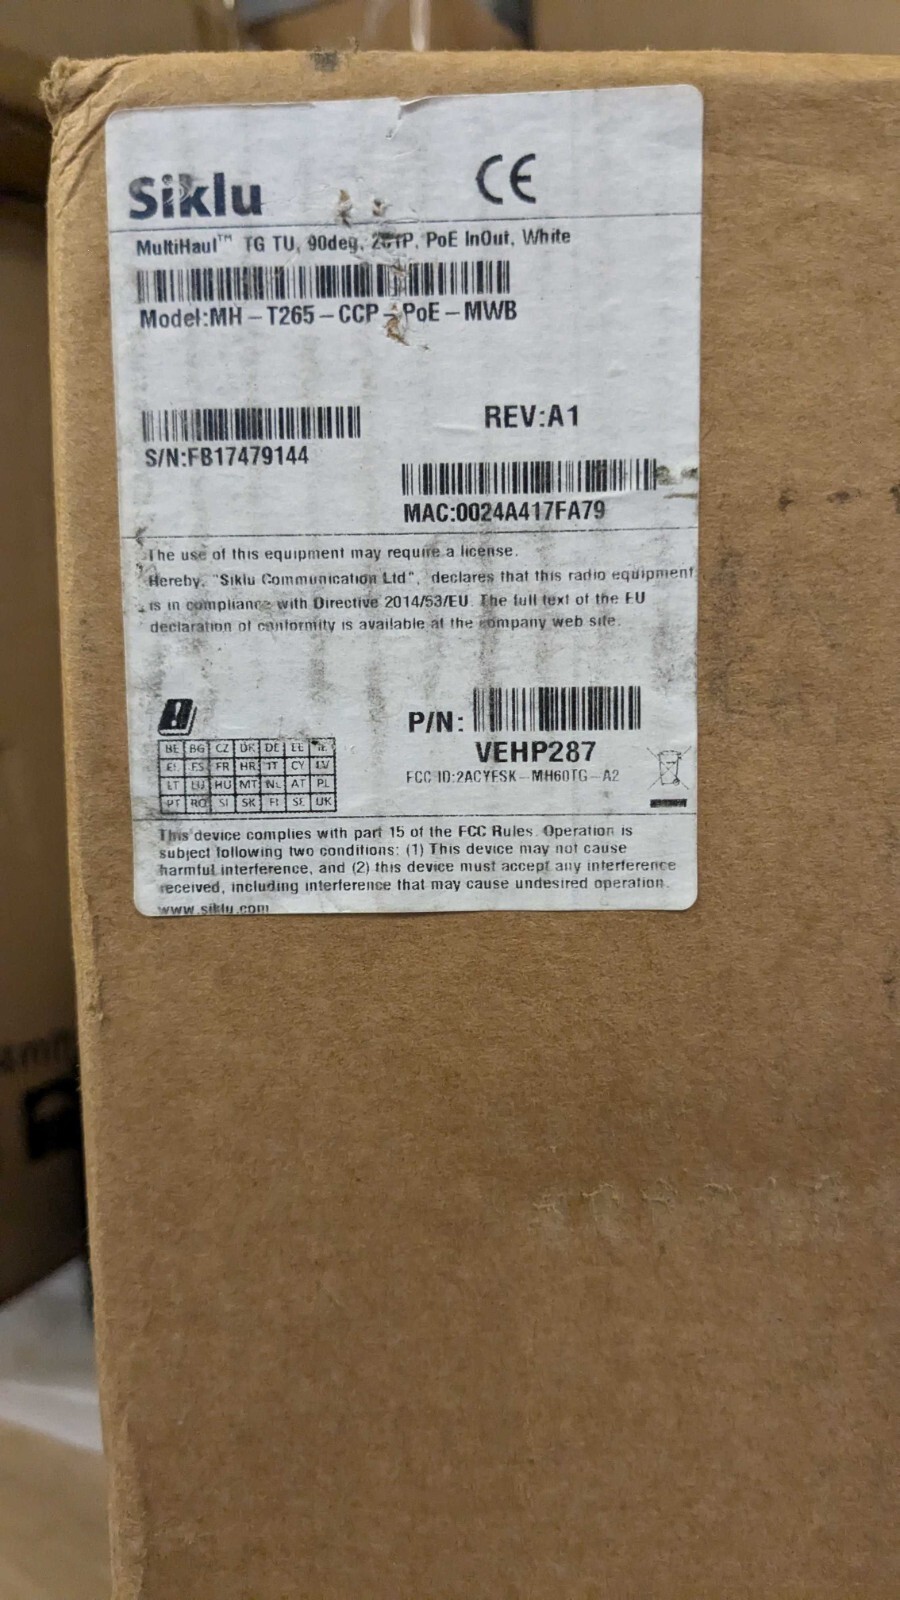 Siklu
CE
MultiHaul™ TG TU, 90deg, PoE InOut, White
Model:MH-T265-CCP-PoE-MWB
REV:A1
S/N:FB17479144
MAC:0024A417FA79
The use of this equipment may require a license.
Hereby, "Siklu Communication Ltd", declares that this radio equipment
is in compliance with Directive 2014/53/EU. The full text of the EU
declaration of conformity is available at the company web site.
P/N:
VEHP287
FCC ID:2ACYESK-MH60TG-A2
BE BG CZ DK DE EE IE
EL ES FR HR IT CY LV
LT LU HU MT NL AT PL
PT RO SI SK FI SE UK
This device complies with part 15 of the FCC Rules. Operation is
subject following two conditions: (1) This device may not cause
harmful interference, and (2) this device must accept any interference
received, including interference that may cause undesired operation.
www.siklu.com